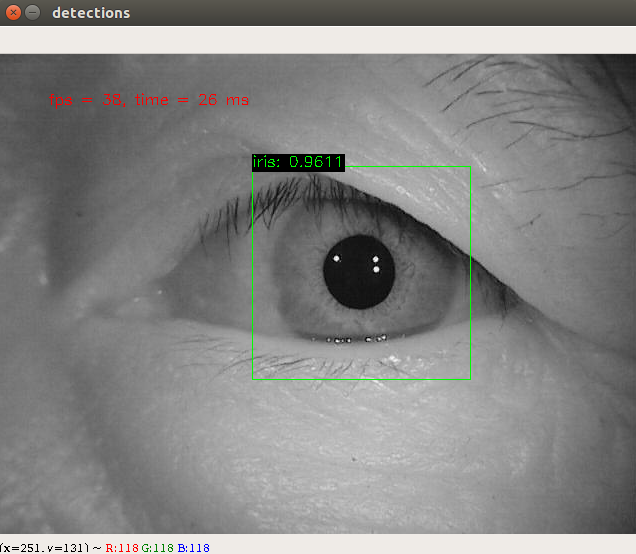 detections
fps = 38, time = 26 ms
iris: 0.9611
(x=251, y=131) ~ R:118 G:118 B:118